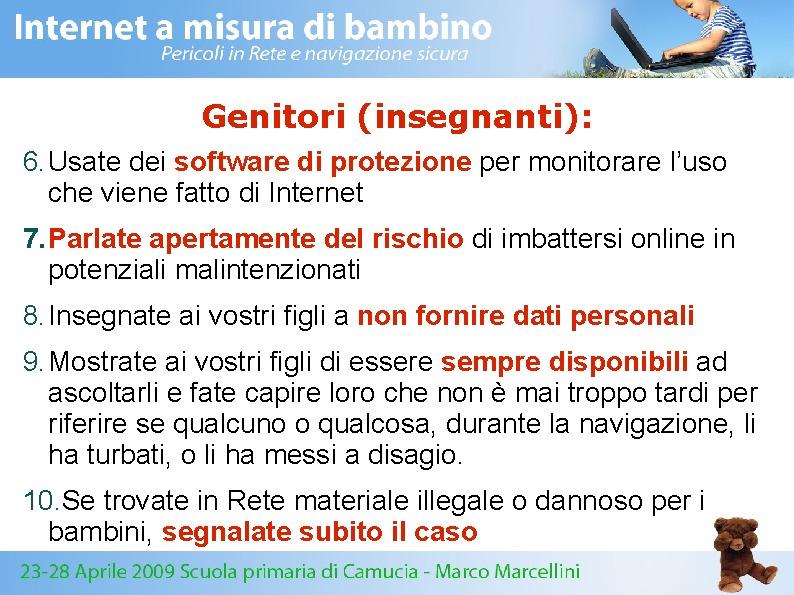 Internet a misura di bambino
Pericoli in Rete e navigazione sicura
Genitori (insegnanti):
6. Usate dei software di protezione per monitorare l’uso
che viene fatto di Internet
7. Parlate apertamente del rischio di imbattersi online in
potenziali malintenzionati
8. Insegnate ai vostri figli a non fornire dati personali
9. Mostrate ai vostri figli di essere sempre disponibili ad
ascoltarli e fate capire loro che non è mai troppo tardi per
riferire se qualcuno o qualcosa, durante la navigazione, li
ha turbati, o li ha messi a disagio.
10. Se trovate in Rete materiale illegale o dannoso per i
bambini, segnalate subito il caso
23-28 Aprile 2009 Scuola primaria di Camucia - Marco Marcellini